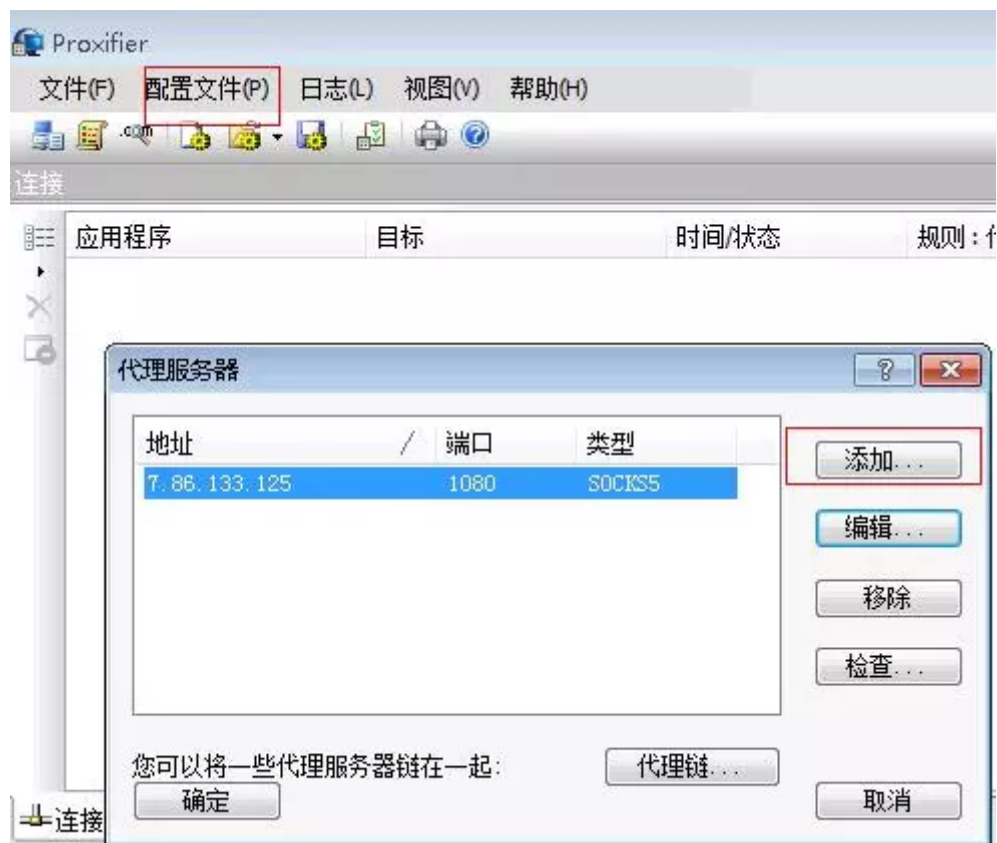 Proxifier
文件(F) 配置文件(P) 日志(L) 视图(V) 帮助(H)
.com
连接
应用程序 目标 时间/状态 规则:
代理服务器
地址 / 端口 类型
7.86.133.125 1080 SOCKS5
添加...
编辑...
移除
检查...
您可以将一些代理服务器链在一起:
代理链...
确定
取消
连接